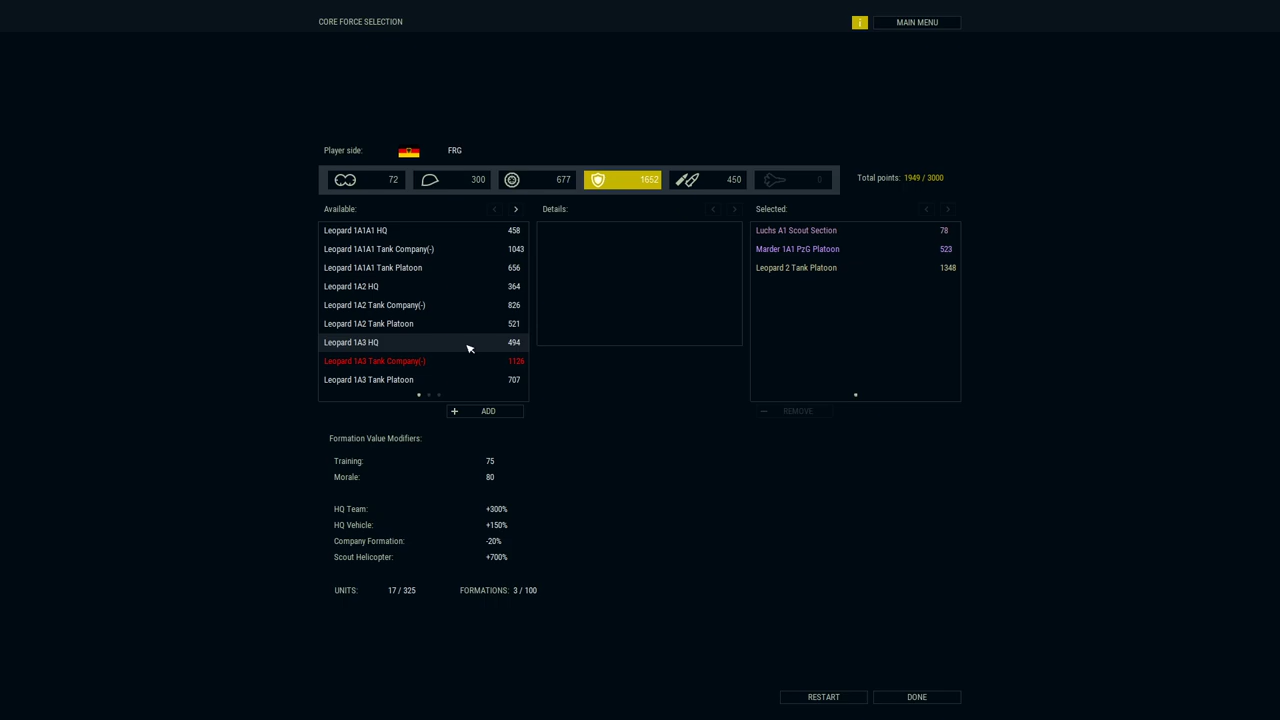 CORE FORCE SELECTION
i
MAIN MENU
Player side:
FRG
72
300
677
1652
450
0
Total points: 1949 / 3000
Available:
Details:
Selected:
Leopard 1A1A1 HQ 458
Leopard 1A1A1 Tank Company(-) 1043
Leopard 1A1A1 Tank Platoon 656
Leopard 1A2 HQ 364
Leopard 1A2 Tank Company(-) 826
Leopard 1A2 Tank Platoon 521
Leopard 1A3 HQ 494
Leopard 1A3 Tank Company(-) 1126
Leopard 1A3 Tank Platoon 707
Luchs A1 Scout Section 78
Marder 1A1 PzG Platoon 523
Leopard 2 Tank Platoon 1348
+ ADD
− REMOVE
Formation Value Modifiers:
Training: 75
Morale: 80
HQ Team: +300%
HQ Vehicle: +150%
Company Formation: -20%
Scout Helicopter: +700%
UNITS: 17 / 325
FORMATIONS: 3 / 100
RESTART
DONE